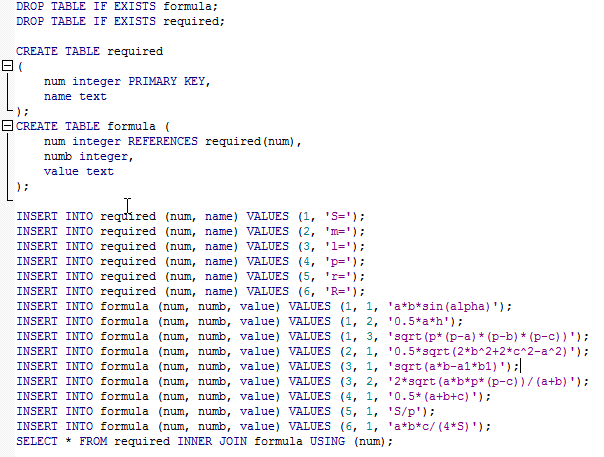 DROP TABLE IF EXISTS formula;
DROP TABLE IF EXISTS required;
CREATE TABLE required
(
num integer PRIMARY KEY,
name text
);
CREATE TABLE formula (
num integer REFERENCES required(num),
numb integer,
value text
);
INSERT INTO required (num, name) VALUES (1, 'S=');
INSERT INTO required (num, name) VALUES (2, 'm=');
INSERT INTO required (num, name) VALUES (3, 'l=');
INSERT INTO required (num, name) VALUES (4, 'p=');
INSERT INTO required (num, name) VALUES (5, 'r=');
INSERT INTO required (num, name) VALUES (6, 'R=');
INSERT INTO formula (num, numb, value) VALUES (1, 1, 'a*b*sin(alpha)');
INSERT INTO formula (num, numb, value) VALUES (1, 2, '0.5*a*h');
INSERT INTO formula (num, numb, value) VALUES (1, 3, 'sqrt(p*(p-a)*(p-b)*(p-c))');
INSERT INTO formula (num, numb, value) VALUES (2, 1, '0.5*sqrt(2*b^2+2*c^2-a^2)');
INSERT INTO formula (num, numb, value) VALUES (3, 1, 'sqrt(a*b-a1*b1)');
INSERT INTO formula (num, numb, value) VALUES (3, 2, '2*sqrt(a*b*p*(p-c))/(a+b)');
INSERT INTO formula (num, numb, value) VALUES (4, 1, '0.5*(a+b+c)');
INSERT INTO formula (num, numb, value) VALUES (5, 1, 'S/p');
INSERT INTO formula (num, numb, value) VALUES (6, 1, 'a*b*c/(4*S)');
SELECT * FROM required INNER JOIN formula USING (num);